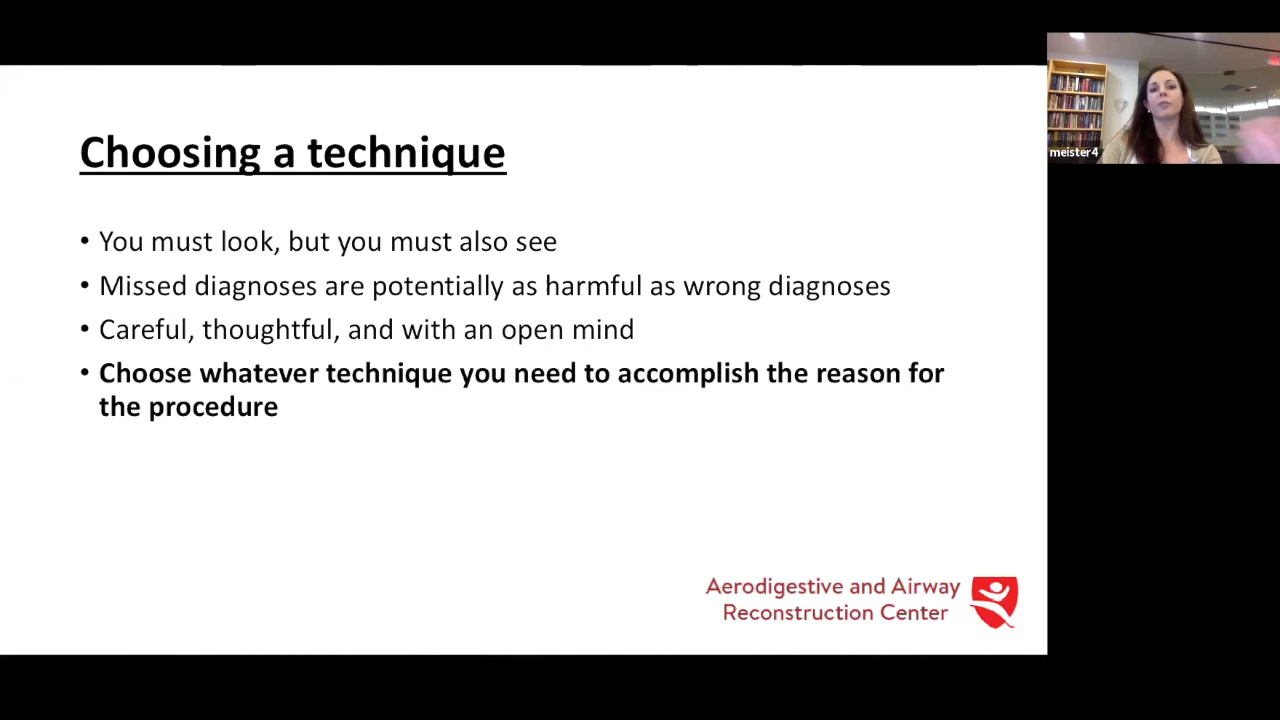 Choosing a technique
• You must look, but you must also see
• Missed diagnoses are potentially as harmful as wrong diagnoses
• Careful, thoughtful, and with an open mind
• Choose whatever technique you need to accomplish the reason for
the procedure
Aerodigestive and Airway
Reconstruction Center
meister4